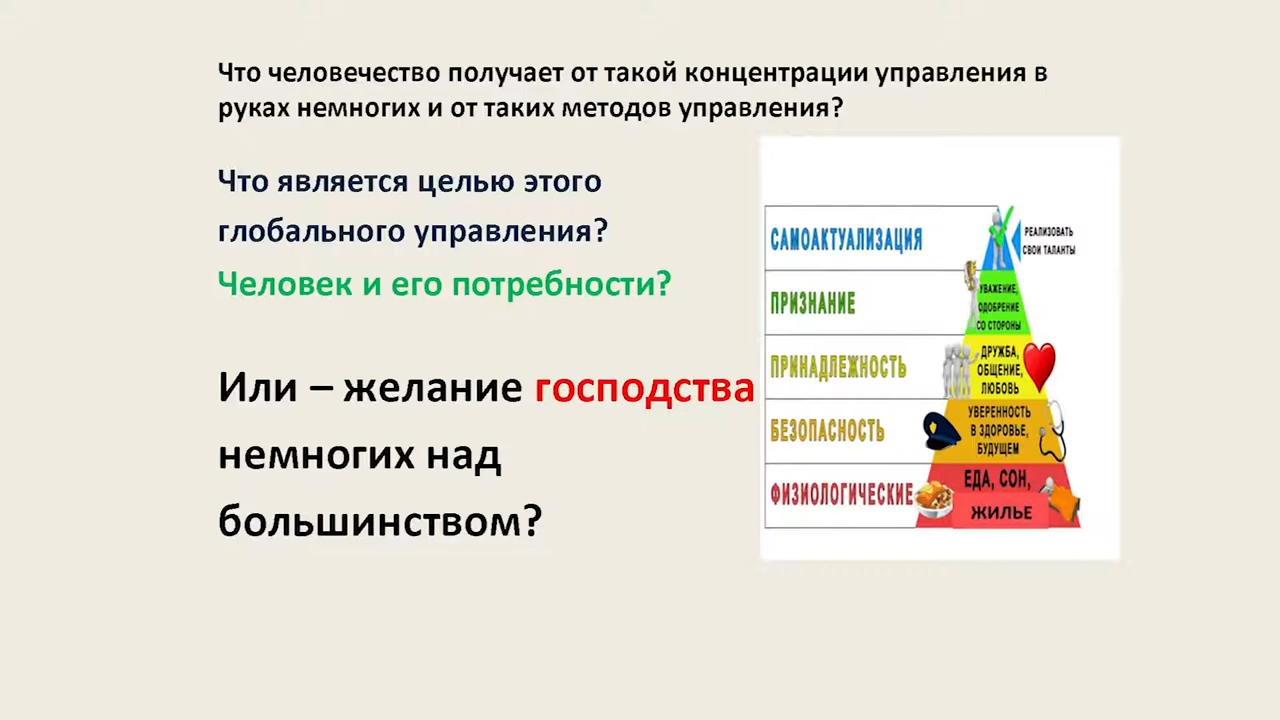 Что человечество получает от такой концентрации управления в
руках немногих и от таких методов управления?
Что является целью этого
глобального управления?
Человек и его потребности?
Или – желание господства
немногих над
большинством?
САМОАКТУАЛИЗАЦИЯ
РЕАЛИЗОВАТЬ
СВОИ ТАЛАНТЫ
ПРИЗНАНИЕ
УВАЖЕНИЕ,
ОДОБРЕНИЕ
СО СТОРОНЫ
ПРИНАДЛЕЖНОСТЬ
ДРУЖБА,
ОБЩЕНИЕ,
ЛЮБОВЬ
БЕЗОПАСНОСТЬ
УВЕРЕННОСТЬ
В ЗДОРОВЬЕ,
БУДУЩЕМ
ФИЗИОЛОГИЧЕСКИЕ
ЕДА, СОН,
ЖИЛЬЕ